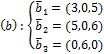 (b): { b⃗₁ = (3,0,5)
b⃗₂ = (5,0,6)
b⃗₃ = (0,6,0)